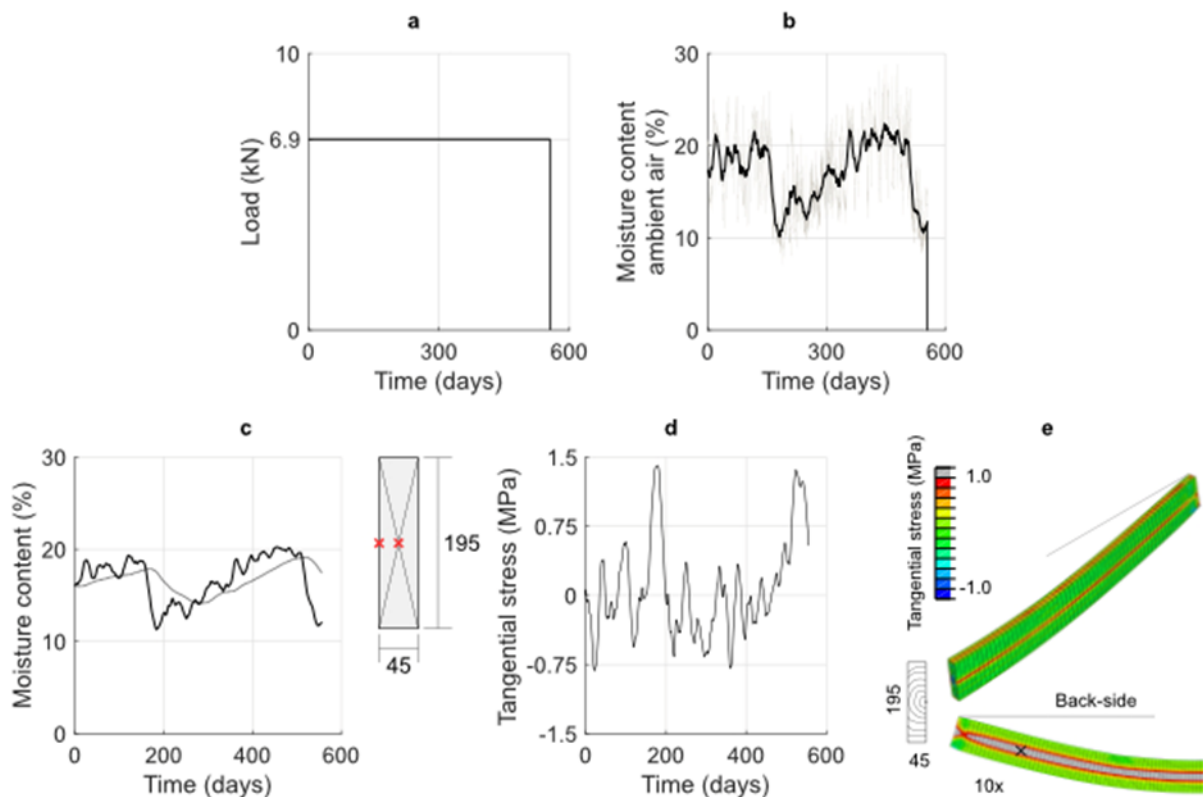 a
10
6.9
0
Load (kN)
0
300
600
Time (days)
b
30
20
10
0
Moisture content
ambient air (%)
0
300
600
Time (days)
c
30
20
10
0
Moisture content (%)
0
200
400
600
Time (days)
195
45
d
1.5
0.75
0
-0.75
-1.5
Tangential stress (MPa)
0
200
400
600
Time (days)
e
Tangential stress (MPa)
1.0
-1.0
195
45
Back-side
10x